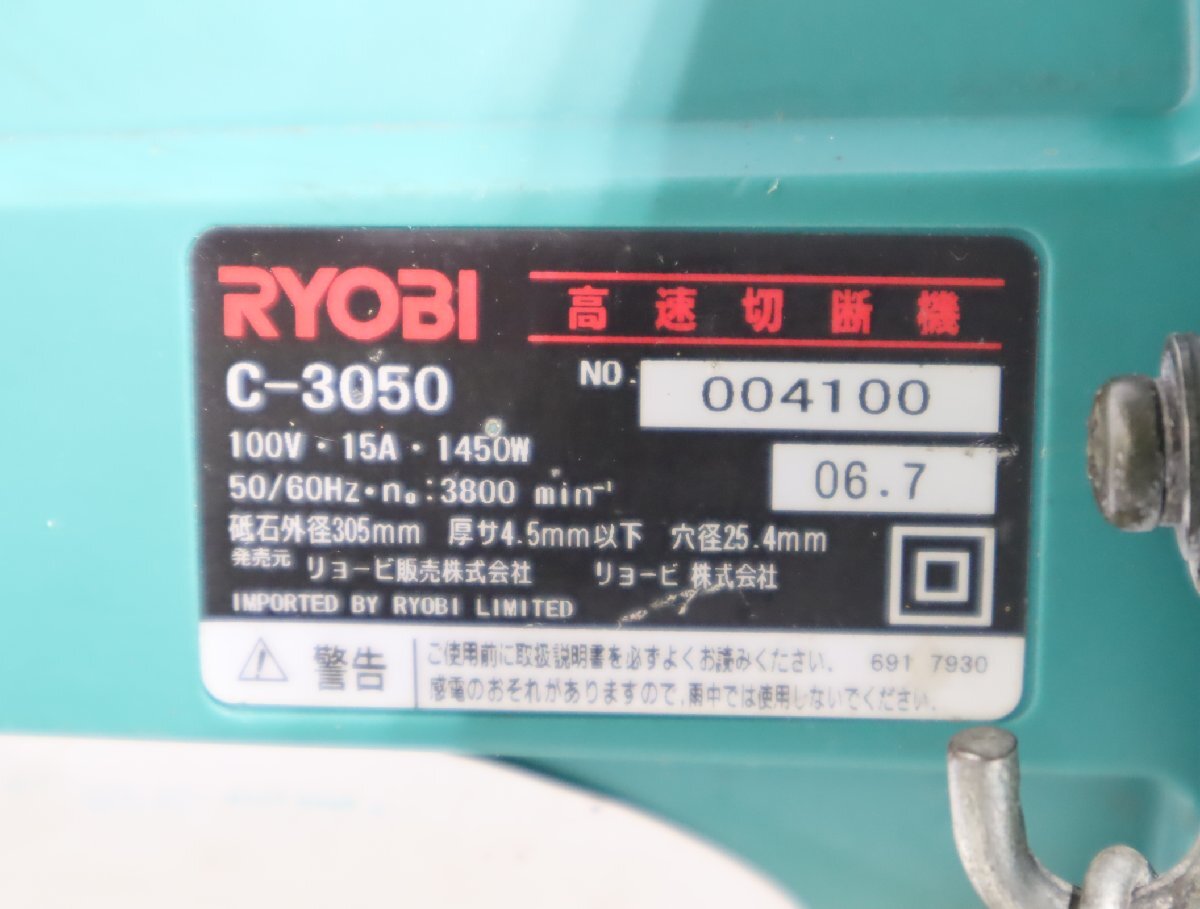 RYOBI 高速切断機
C-3050 NO. 004100
100V・15A・1450W
06.7
50/60Hz・n₀:3800 min⁻¹
砥石外径305mm 厚サ4.5mm以下 穴径25.4mm
発売元 リョービ販売株式会社 リョービ 株式会社
IMPORTED BY RYOBI LIMITED
警告
ご使用前に取扱説明書を必ずよくお読みください. 691 7930
感電のおそれがありますので,雨中では使用しないでください.